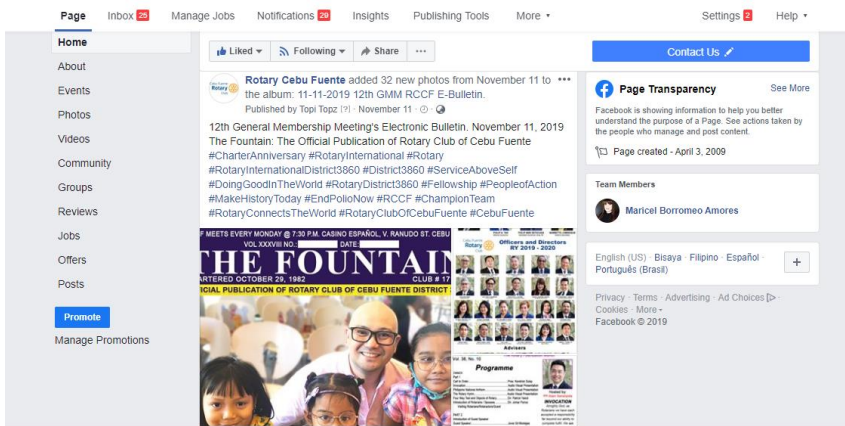 Page Inbox 25 Manage Jobs Notifications 29 Insights Publishing Tools More Settings 2 Help
Home
About
Events
Photos
Videos
Community
Groups
Reviews
Jobs
Offers
Posts
Promote
Manage Promotions
Liked Following Share ...
Rotary Cebu Fuente added 32 new photos from November 11 to
the album: 11-11-2019 12th GMM RCCF E-Bulletin.
Published by Topi Topz [?] · November 11 ·
12th General Membership Meeting's Electronic Bulletin. November 11, 2019
The Fountain: The Official Publication of Rotary Club of Cebu Fuente
#CharterAnniversary #RotaryInternational #Rotary
#RotaryInternationalDistrict3860 #District3860 #ServiceAboveSelf
#DoingGoodInTheWorld #RotaryDistrict3860 #Fellowship #PeopleofAction
#MakeHistoryToday #EndPolioNow #RCCF #ChampionTeam
#RotaryConnectsTheWorld #RotaryClubOfCebuFuente #CebuFuente
F MEETS EVERY MONDAY @ 7:30 P.M. CASINO ESPAÑOL, V. RANUDO ST. CEBU
VOL XXXVIII NO.: DATE:
THE FOUNTAIN
ARTERED OCTOBER 29, 1982 CLUB # 17
ICIAL PUBLICATION OF ROTARY CLUB OF CEBU FUENTE DISTRICT
Rotary
Officers and Directors
RY 2019 - 2020
Advisers
Vol. 38, No. 10
Programme
INVOCATION
Contact Us
Page Transparency See More
Facebook is showing information to help you better
understand the purpose of a Page. See actions taken by
the people who manage and post content.
Page created - April 3, 2009
Team Members
Maricel Borromeo Amores
English (US) · Bisaya · Filipino · Español ·
Português (Brasil)
+
Privacy · Terms · Advertising · Ad Choices ·
Cookies · More
Facebook © 2019